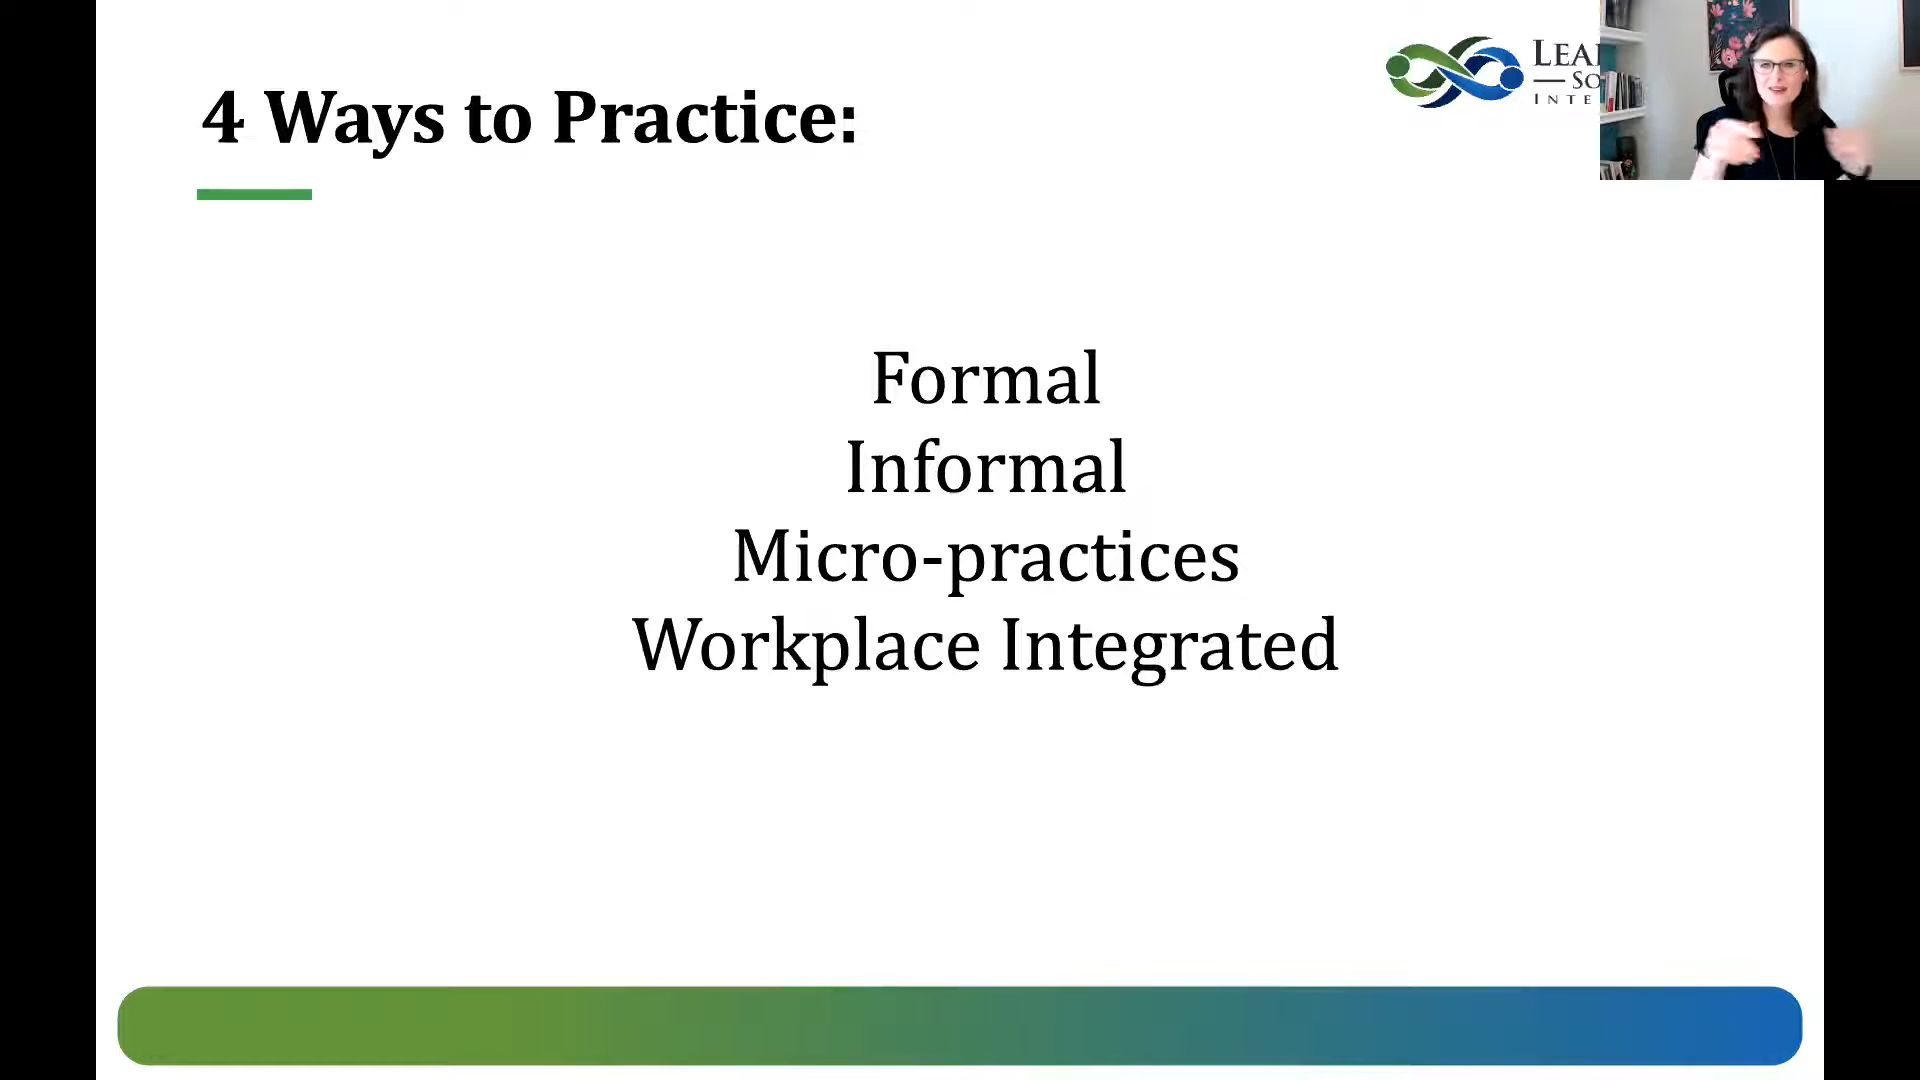 4 Ways to Practice:
Formal
Informal
Micro-practices
Workplace Integrated